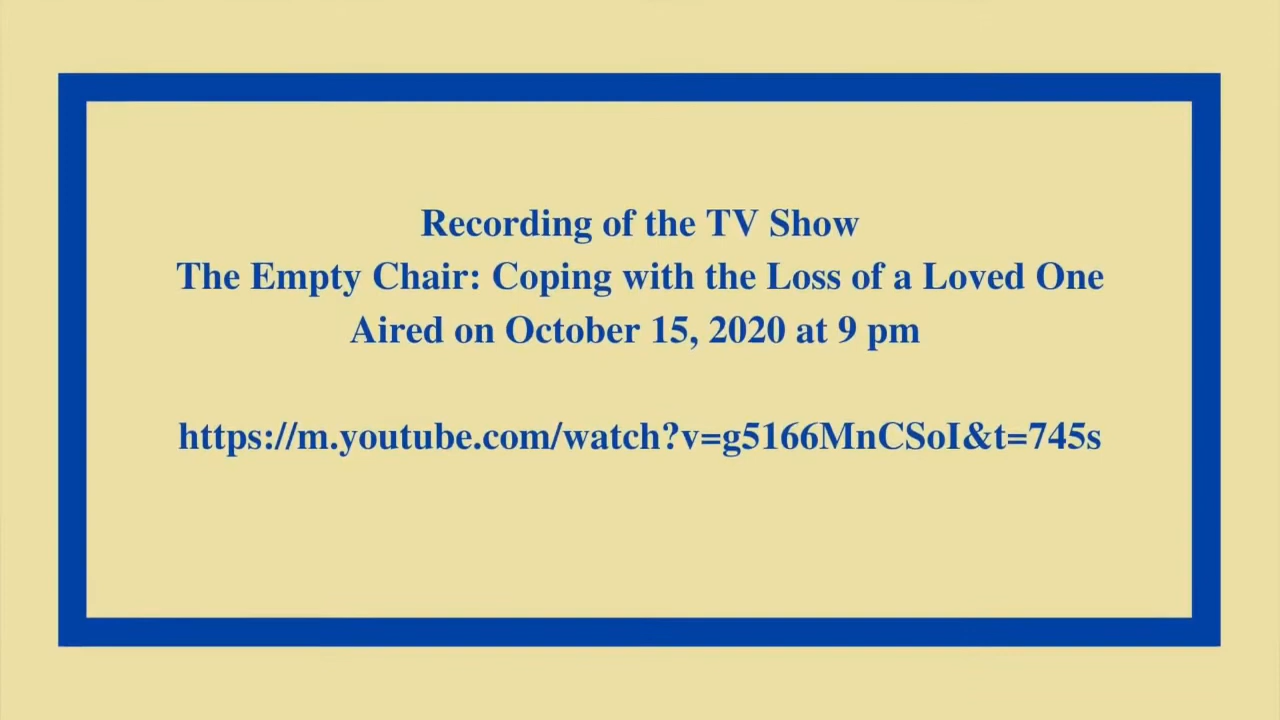 Recording of the TV Show
The Empty Chair: Coping with the Loss of a Loved One
Aired on October 15, 2020 at 9 pm
https://m.youtube.com/watch?v=g5166MnCSoI&t=745s